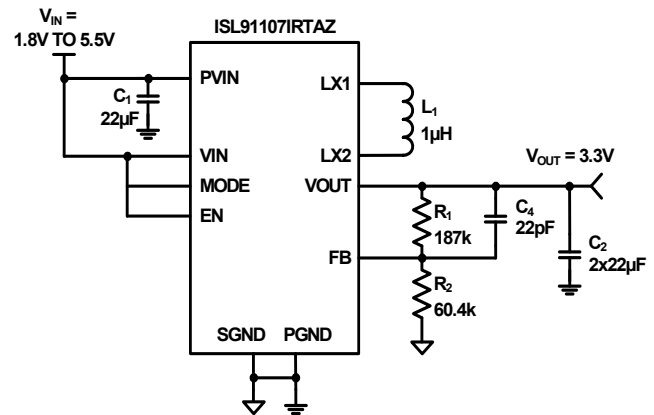 ISL91107IRTAZ
V_IN =
1.8V TO 5.5V
PVIN
C₁
22µF
VIN
MODE
EN
LX1
L₁
1µH
LX2
VOUT
V_OUT = 3.3V
R₁
187k
C₄
22pF
C₂
2x22µF
FB
R₂
60.4k
SGND PGND